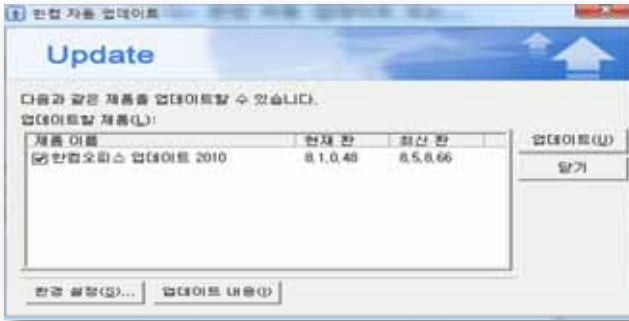 한컴 자동 업데이트
Update
다음과 같은 제품을 업데이트할 수 있습니다.
업데이트할 제품(L):
제품 이름 현재 판 최신 판
한컴오피스 업데이트 2010 8,1,0,48 8,5,8,66
업데이트(U)
닫기
환경 설정(S)... 업데이트 내용(I)